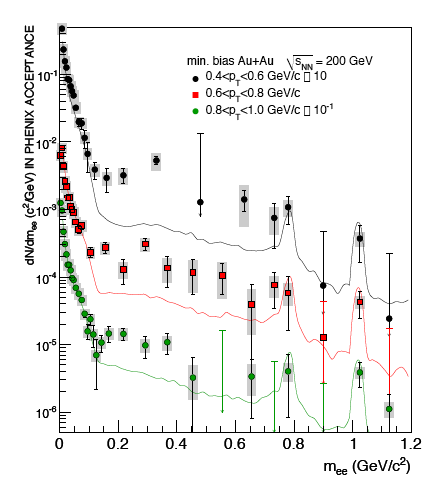 min. bias Au+Au √sNN = 200 GeV
0.4<pT<0.6 GeV/c □ 10
0.6<pT<0.8 GeV/c
0.8<pT<1.0 GeV/c □ 10-1
dN/dmee (c2/GeV) IN PHENIX ACCEPTANCE
10-1
10-2
10-3
10-4
10-5
10-6
0 0.2 0.4 0.6 0.8 1 1.2
mee (GeV/c2)